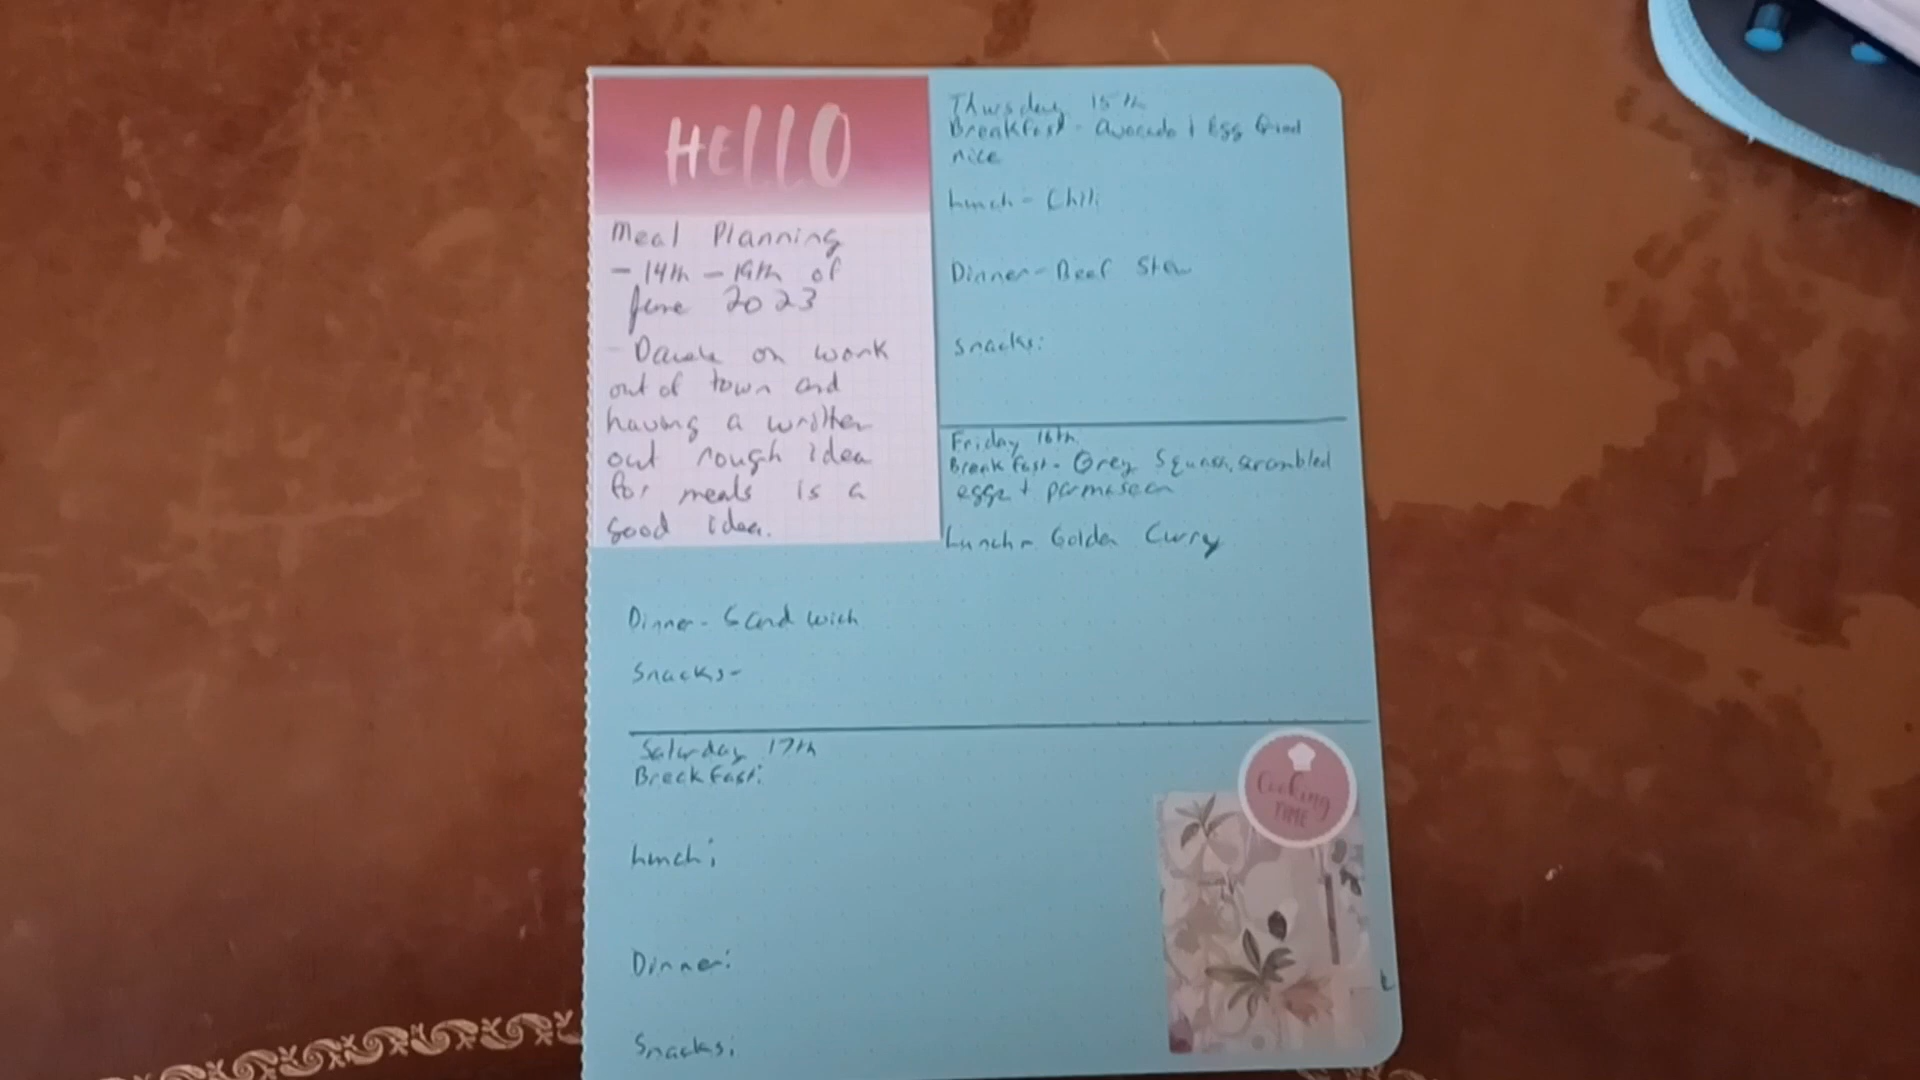 HELLO
Meal Planning
- 14th - 19th of
June 2023
- on work
out of town and
having a written
out rough idea
for meals is a
good idea.
Thursday 15th
Breakfast - Avocado + Egg
rice
Lunch - Chili
Dinner - Beef Stew
Snacks:
Friday 16th
Breakfast - Grey Squash, scrambled
eggs + parmasean
Lunch - Golden Curry
Dinner - Sandwich
Snacks -
Saturday 17th
Breakfast:
Lunch:
Dinner:
Snacks:
Cooking
TIME